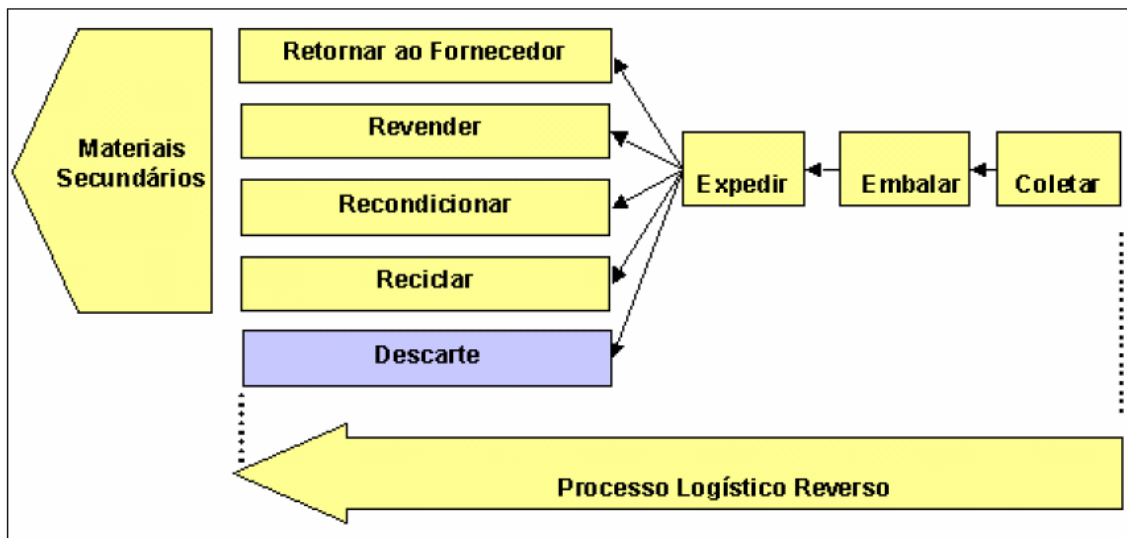 Retornar ao Fornecedor
Revender
Recondicionar
Reciclar
Descarte
Materiais
Secundários
Expedir
Embalar
Coletar
Processo Logístico Reverso